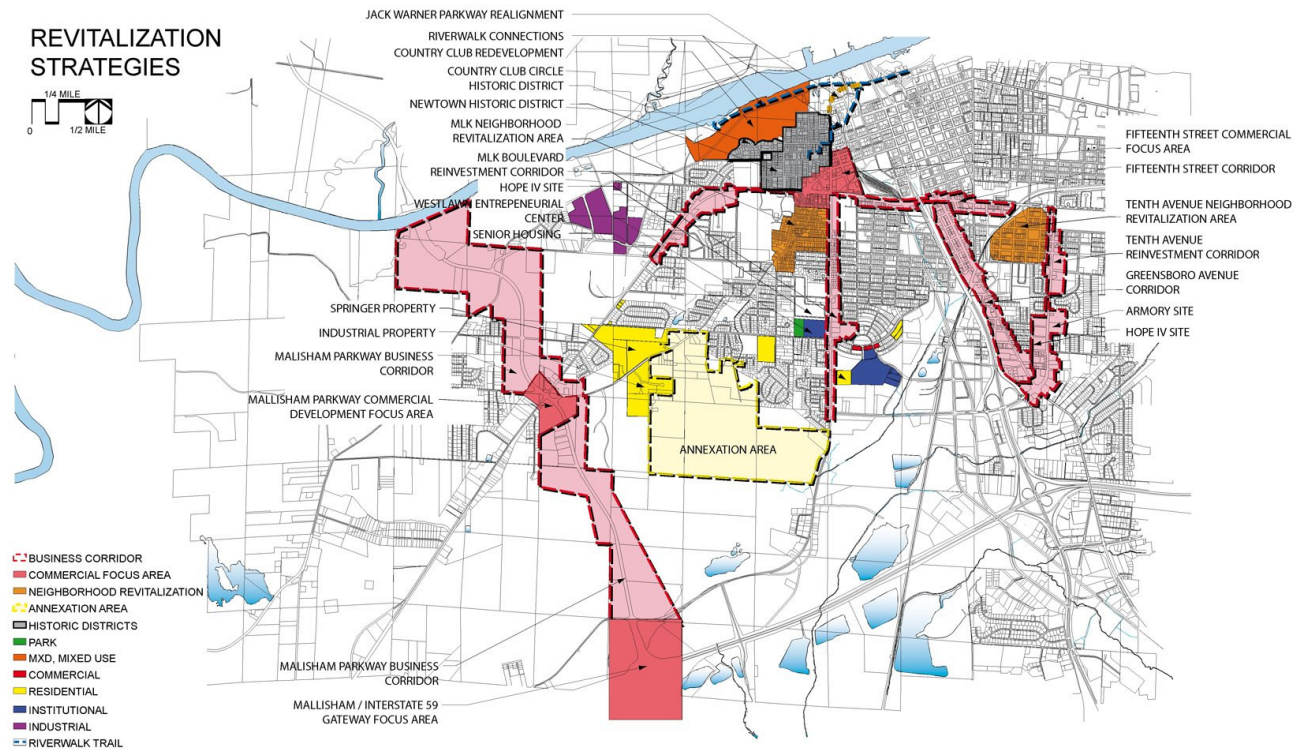 REVITALIZATION
STRATEGIES
1/4 MILE
0 1/2 MILE
JACK WARNER PARKWAY REALIGNMENT
RIVERWALK CONNECTIONS
COUNTRY CLUB REDEVELOPMENT
COUNTRY CLUB CIRCLE
HISTORIC DISTRICT
NEWTOWN HISTORIC DISTRICT
MLK NEIGHBORHOOD
REVITALIZATION AREA
MLK BOULEVARD
REINVESTMENT CORRIDOR
HOPE IV SITE
WESTLAWN ENTREPENEURIAL
CENTER
SENIOR HOUSING
SPRINGER PROPERTY
INDUSTRIAL PROPERTY
MALISHAM PARKWAY BUSINESS
CORRIDOR
MALLISHAM PARKWAY COMMERCIAL
DEVELOPMENT FOCUS AREA
FIFTEENTH STREET COMMERCIAL
FOCUS AREA
FIFTEENTH STREET CORRIDOR
TENTH AVENUE NEIGHBORHOOD
REVITALIZATION AREA
TENTH AVENUE
REINVESTMENT CORRIDOR
GREENSBORO AVENUE
CORRIDOR
ARMORY SITE
HOPE IV SITE
ANNEXATION AREA
MALISHAM PARKWAY BUSINESS
CORRIDOR
MALLISHAM / INTERSTATE 59
GATEWAY FOCUS AREA
BUSINESS CORRIDOR
COMMERCIAL FOCUS AREA
NEIGHBORHOOD REVITALIZATION
ANNEXATION AREA
HISTORIC DISTRICTS
PARK
MXD, MIXED USE
COMMERCIAL
RESIDENTIAL
INSTITUTIONAL
INDUSTRIAL
RIVERWALK TRAIL